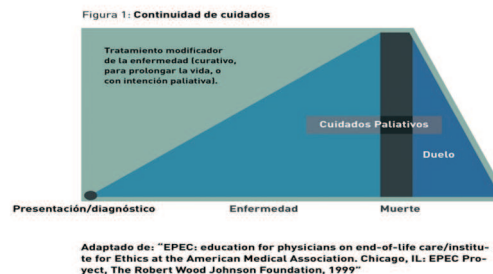 Figura 1: Continuidad de cuidados
Tratamiento modificador
de la enfermedad (curativo,
para prolongar la vida, o
con intención paliativa).
Cuidados Paliativos
Duelo
Presentación/diagnóstico
Enfermedad
Muerte
Adaptado de: "EPEC: education for physicians on end-of-life care/institu-
te for Ethics at the American Medical Association. Chicago, IL: EPEC Pro-
yect, The Robert Wood Johnson Foundation, 1999"